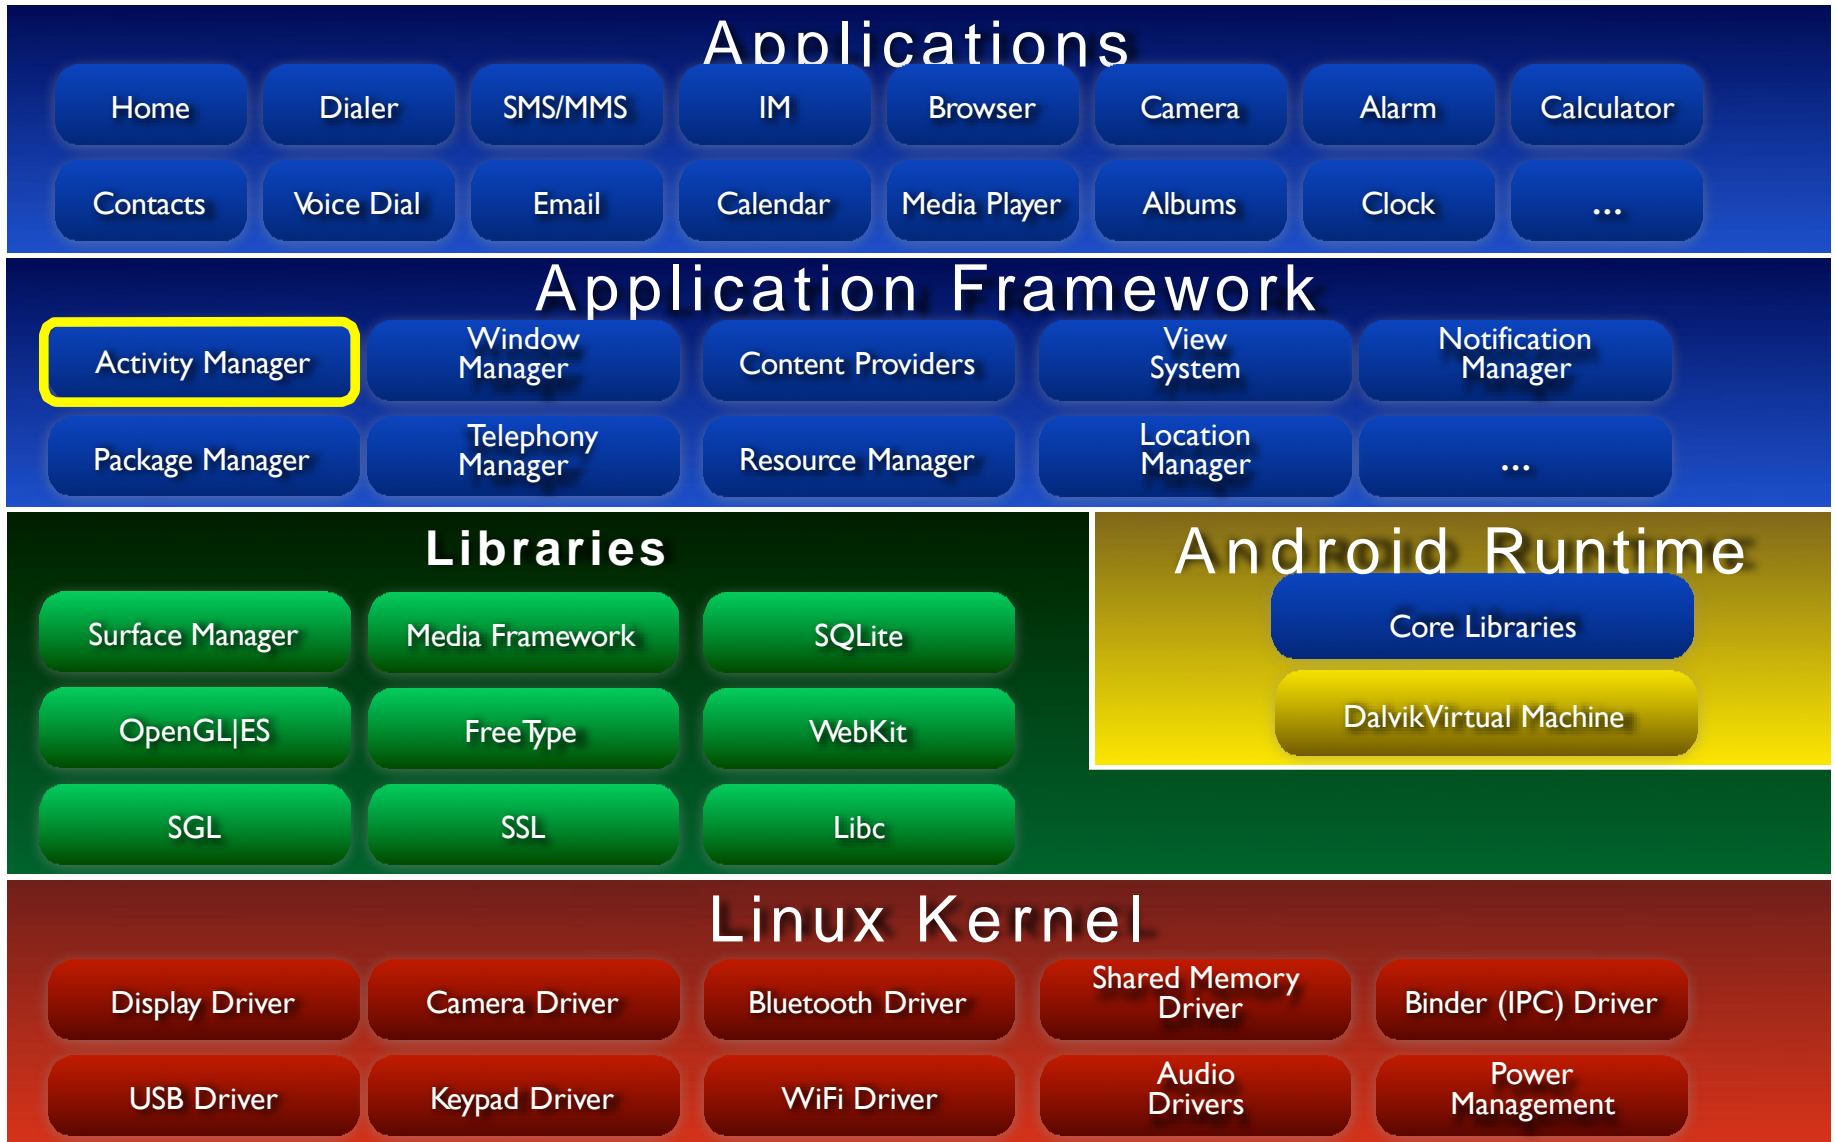 Applications
Home
Dialer
SMS/MMS
IM
Browser
Camera
Alarm
Calculator
Contacts
Voice Dial
Email
Calendar
Media Player
Albums
Clock
...
Application Framework
Activity Manager
Window
Manager
Content Providers
View
System
Notification
Manager
Package Manager
Telephony
Manager
Resource Manager
Location
Manager
...
Libraries
Surface Manager
Media Framework
SQLite
OpenGL|ES
FreeType
WebKit
SGL
SSL
Libc
Android Runtime
Core Libraries
DalvikVirtual Machine
Linux Kernel
Display Driver
Camera Driver
Bluetooth Driver
Shared Memory
Driver
Binder (IPC) Driver
USB Driver
Keypad Driver
WiFi Driver
Audio
Drivers
Power
Management